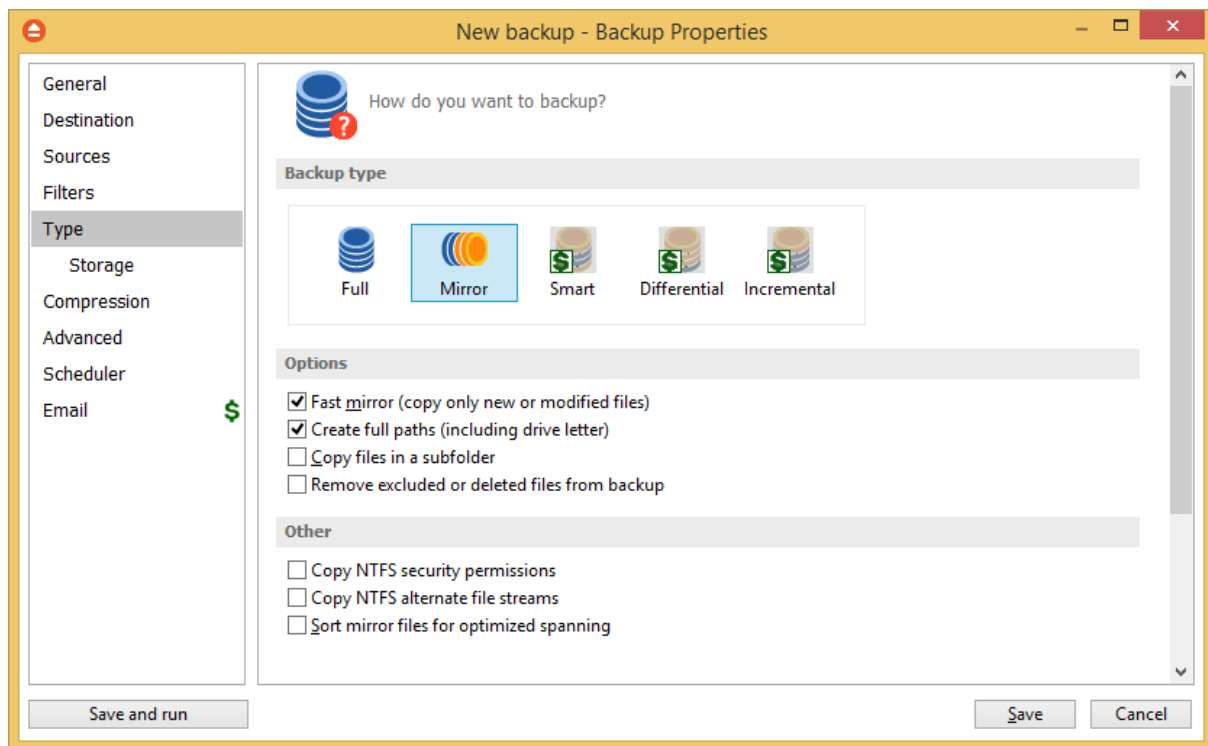 New backup - Backup Properties
General
Destination
Sources
Filters
Type
Storage
Compression
Advanced
Scheduler
Email $
How do you want to backup?
?
Backup type
$ $ $
Full Mirror Smart Differential Incremental
Options
Fast mirror (copy only new or modified files)
Create full paths (including drive letter)
Copy files in a subfolder
Remove excluded or deleted files from backup
Other
Copy NTFS security permissions
Copy NTFS alternate file streams
Sort mirror files for optimized spanning
Save and run Save Cancel